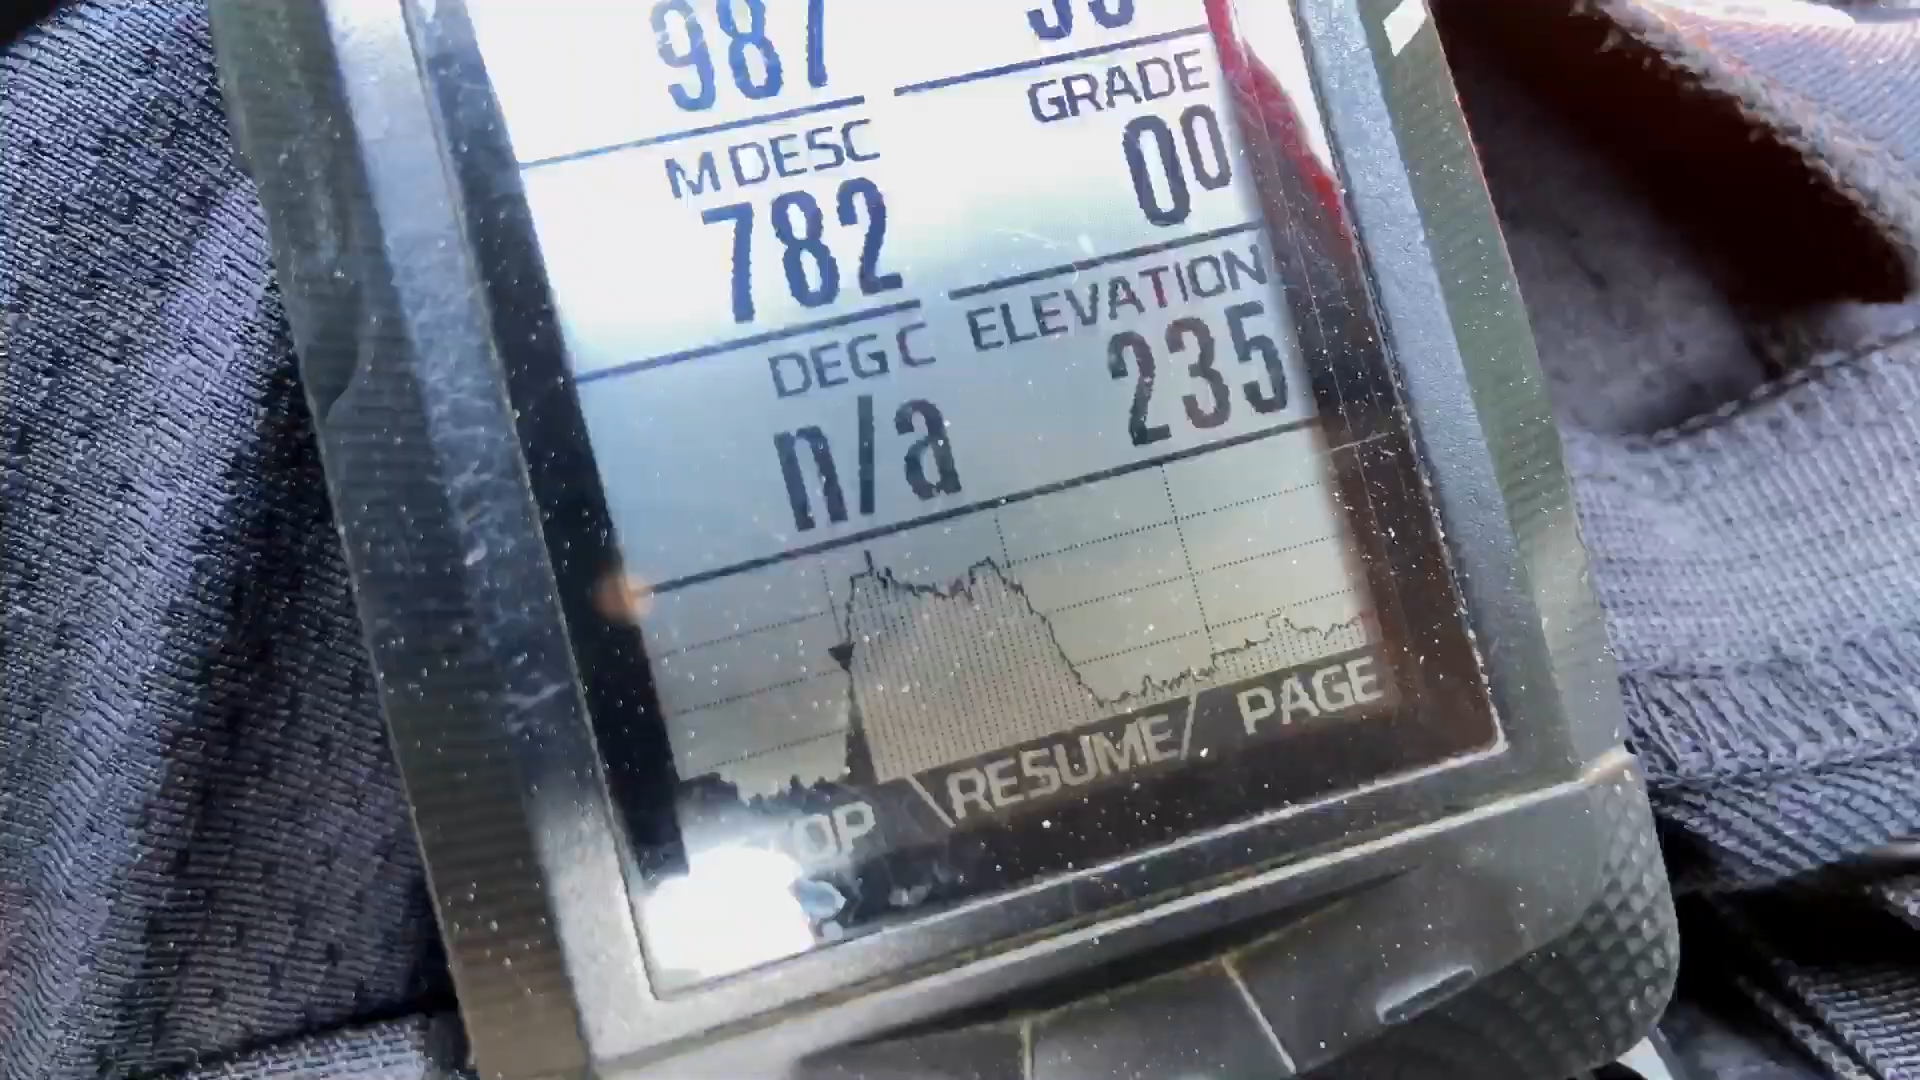 987
M DESC GRADE
782 0⁰
DEG C ELEVATION
n/a 235
RESUME PAGE